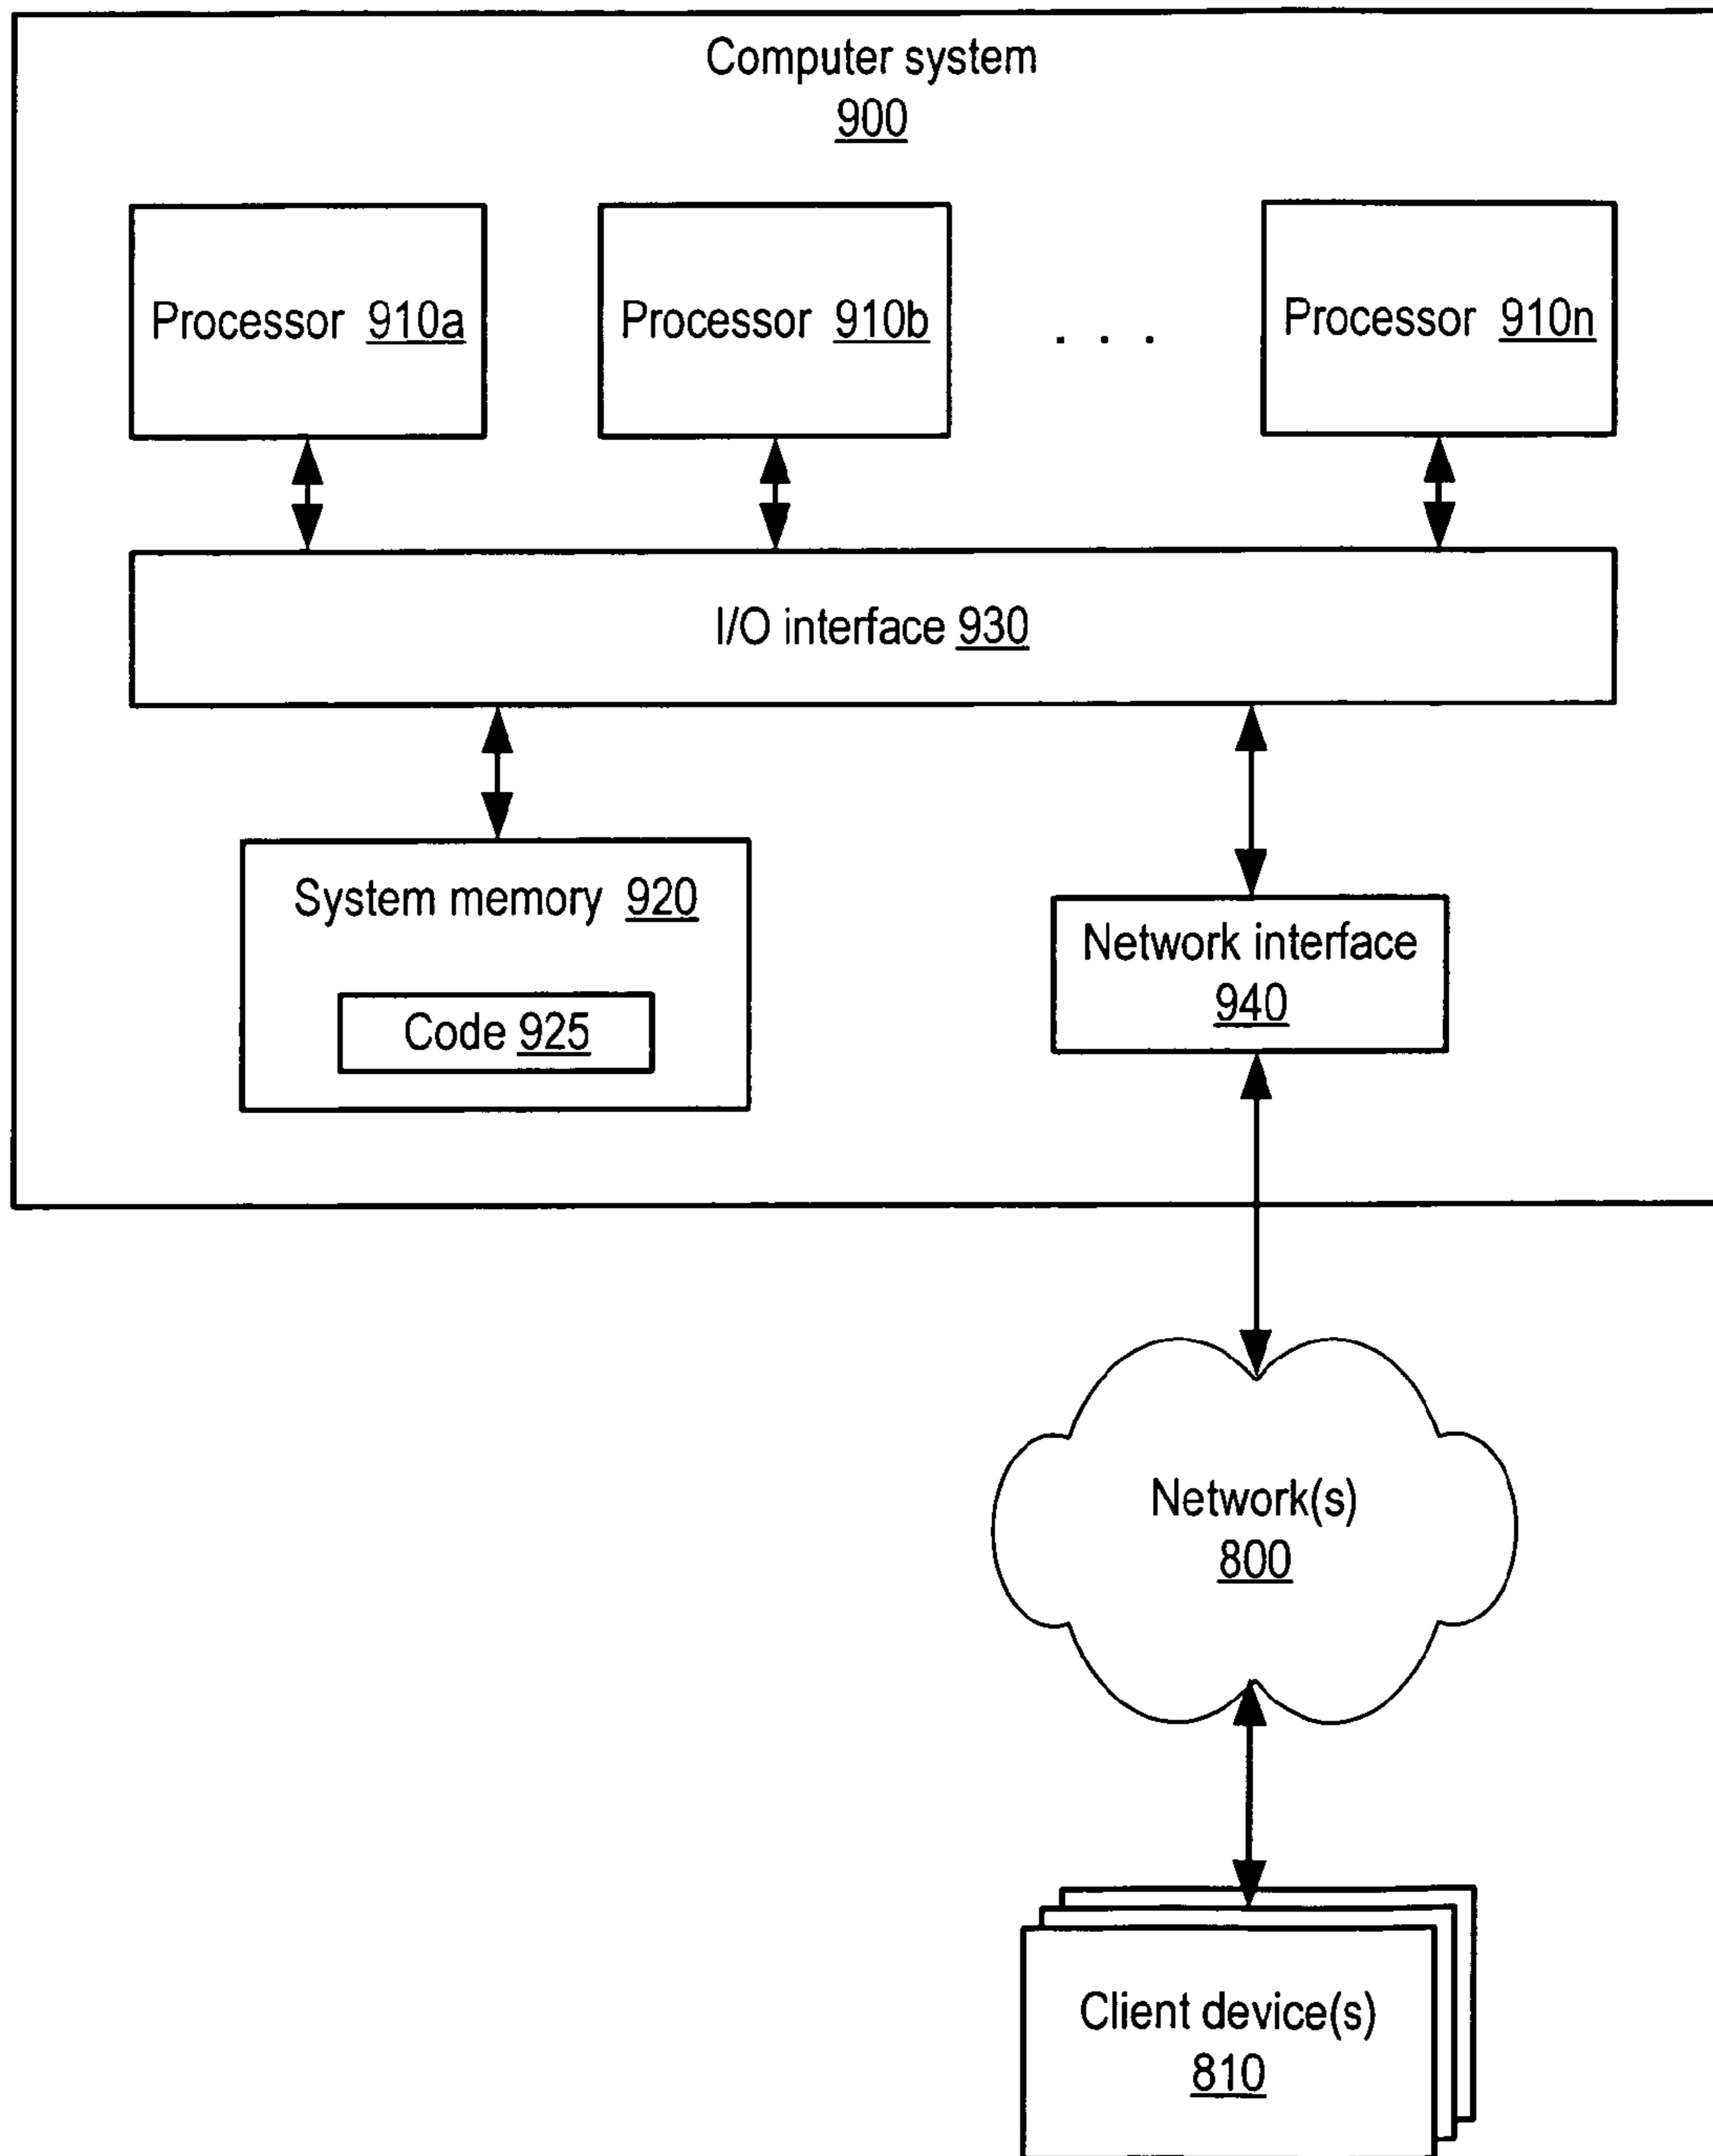 Computer system
900
Processor 910a
Processor 910b
. . .
Processor 910n
I/O interface 930
System memory 920
Code 925
Network interface
940
Network(s)
800
Client device(s)
810